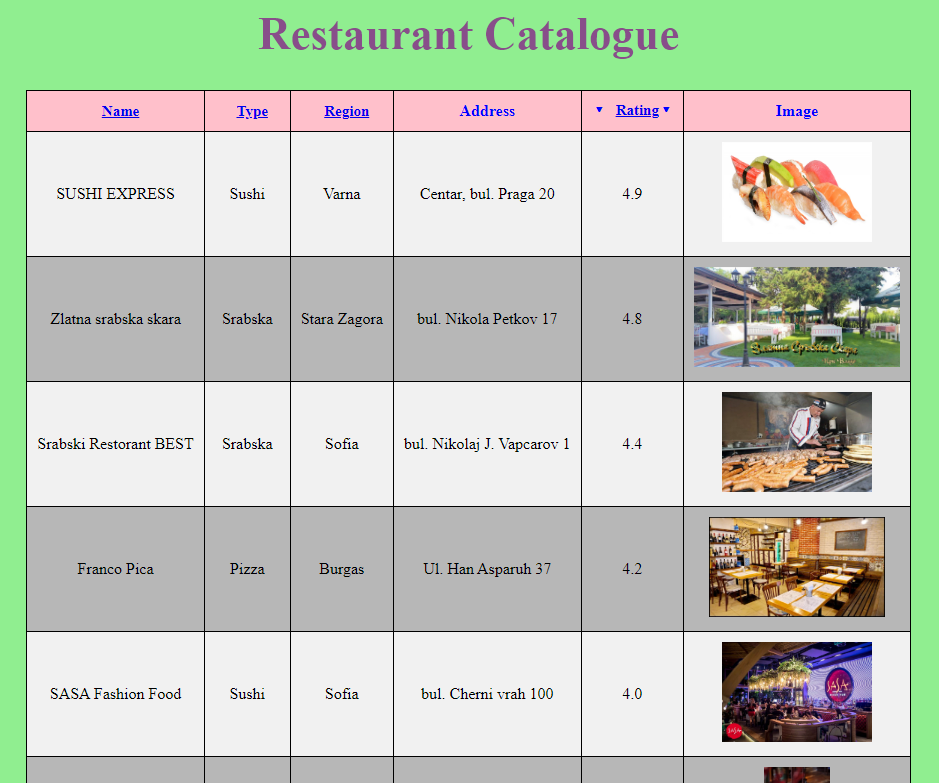 Restaurant Catalogue
Name Type Region Address ▼ Rating ▼ Image
SUSHI EXPRESS Sushi Varna Centar, bul. Praga 20 4.9
Zlatna srabska skara Srabska Stara Zagora bul. Nikola Petkov 17 4.8
Srabski Restorant BEST Srabska Sofia bul. Nikolaj J. Vapcarov 1 4.4
Franco Pica Pizza Burgas Ul. Han Asparuh 37 4.2
SASA Fashion Food Sushi Sofia bul. Cherni vrah 100 4.0
SASA
SASA